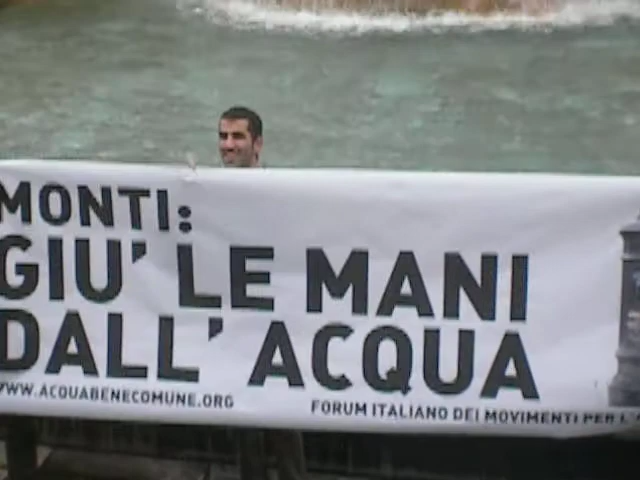 MONTI:
GIU' LE MANI
DALL' ACQUA
WWW.ACQUABENECOMUNE.ORG
FORUM ITALIANO DEI MOVIMENTI PER L'A